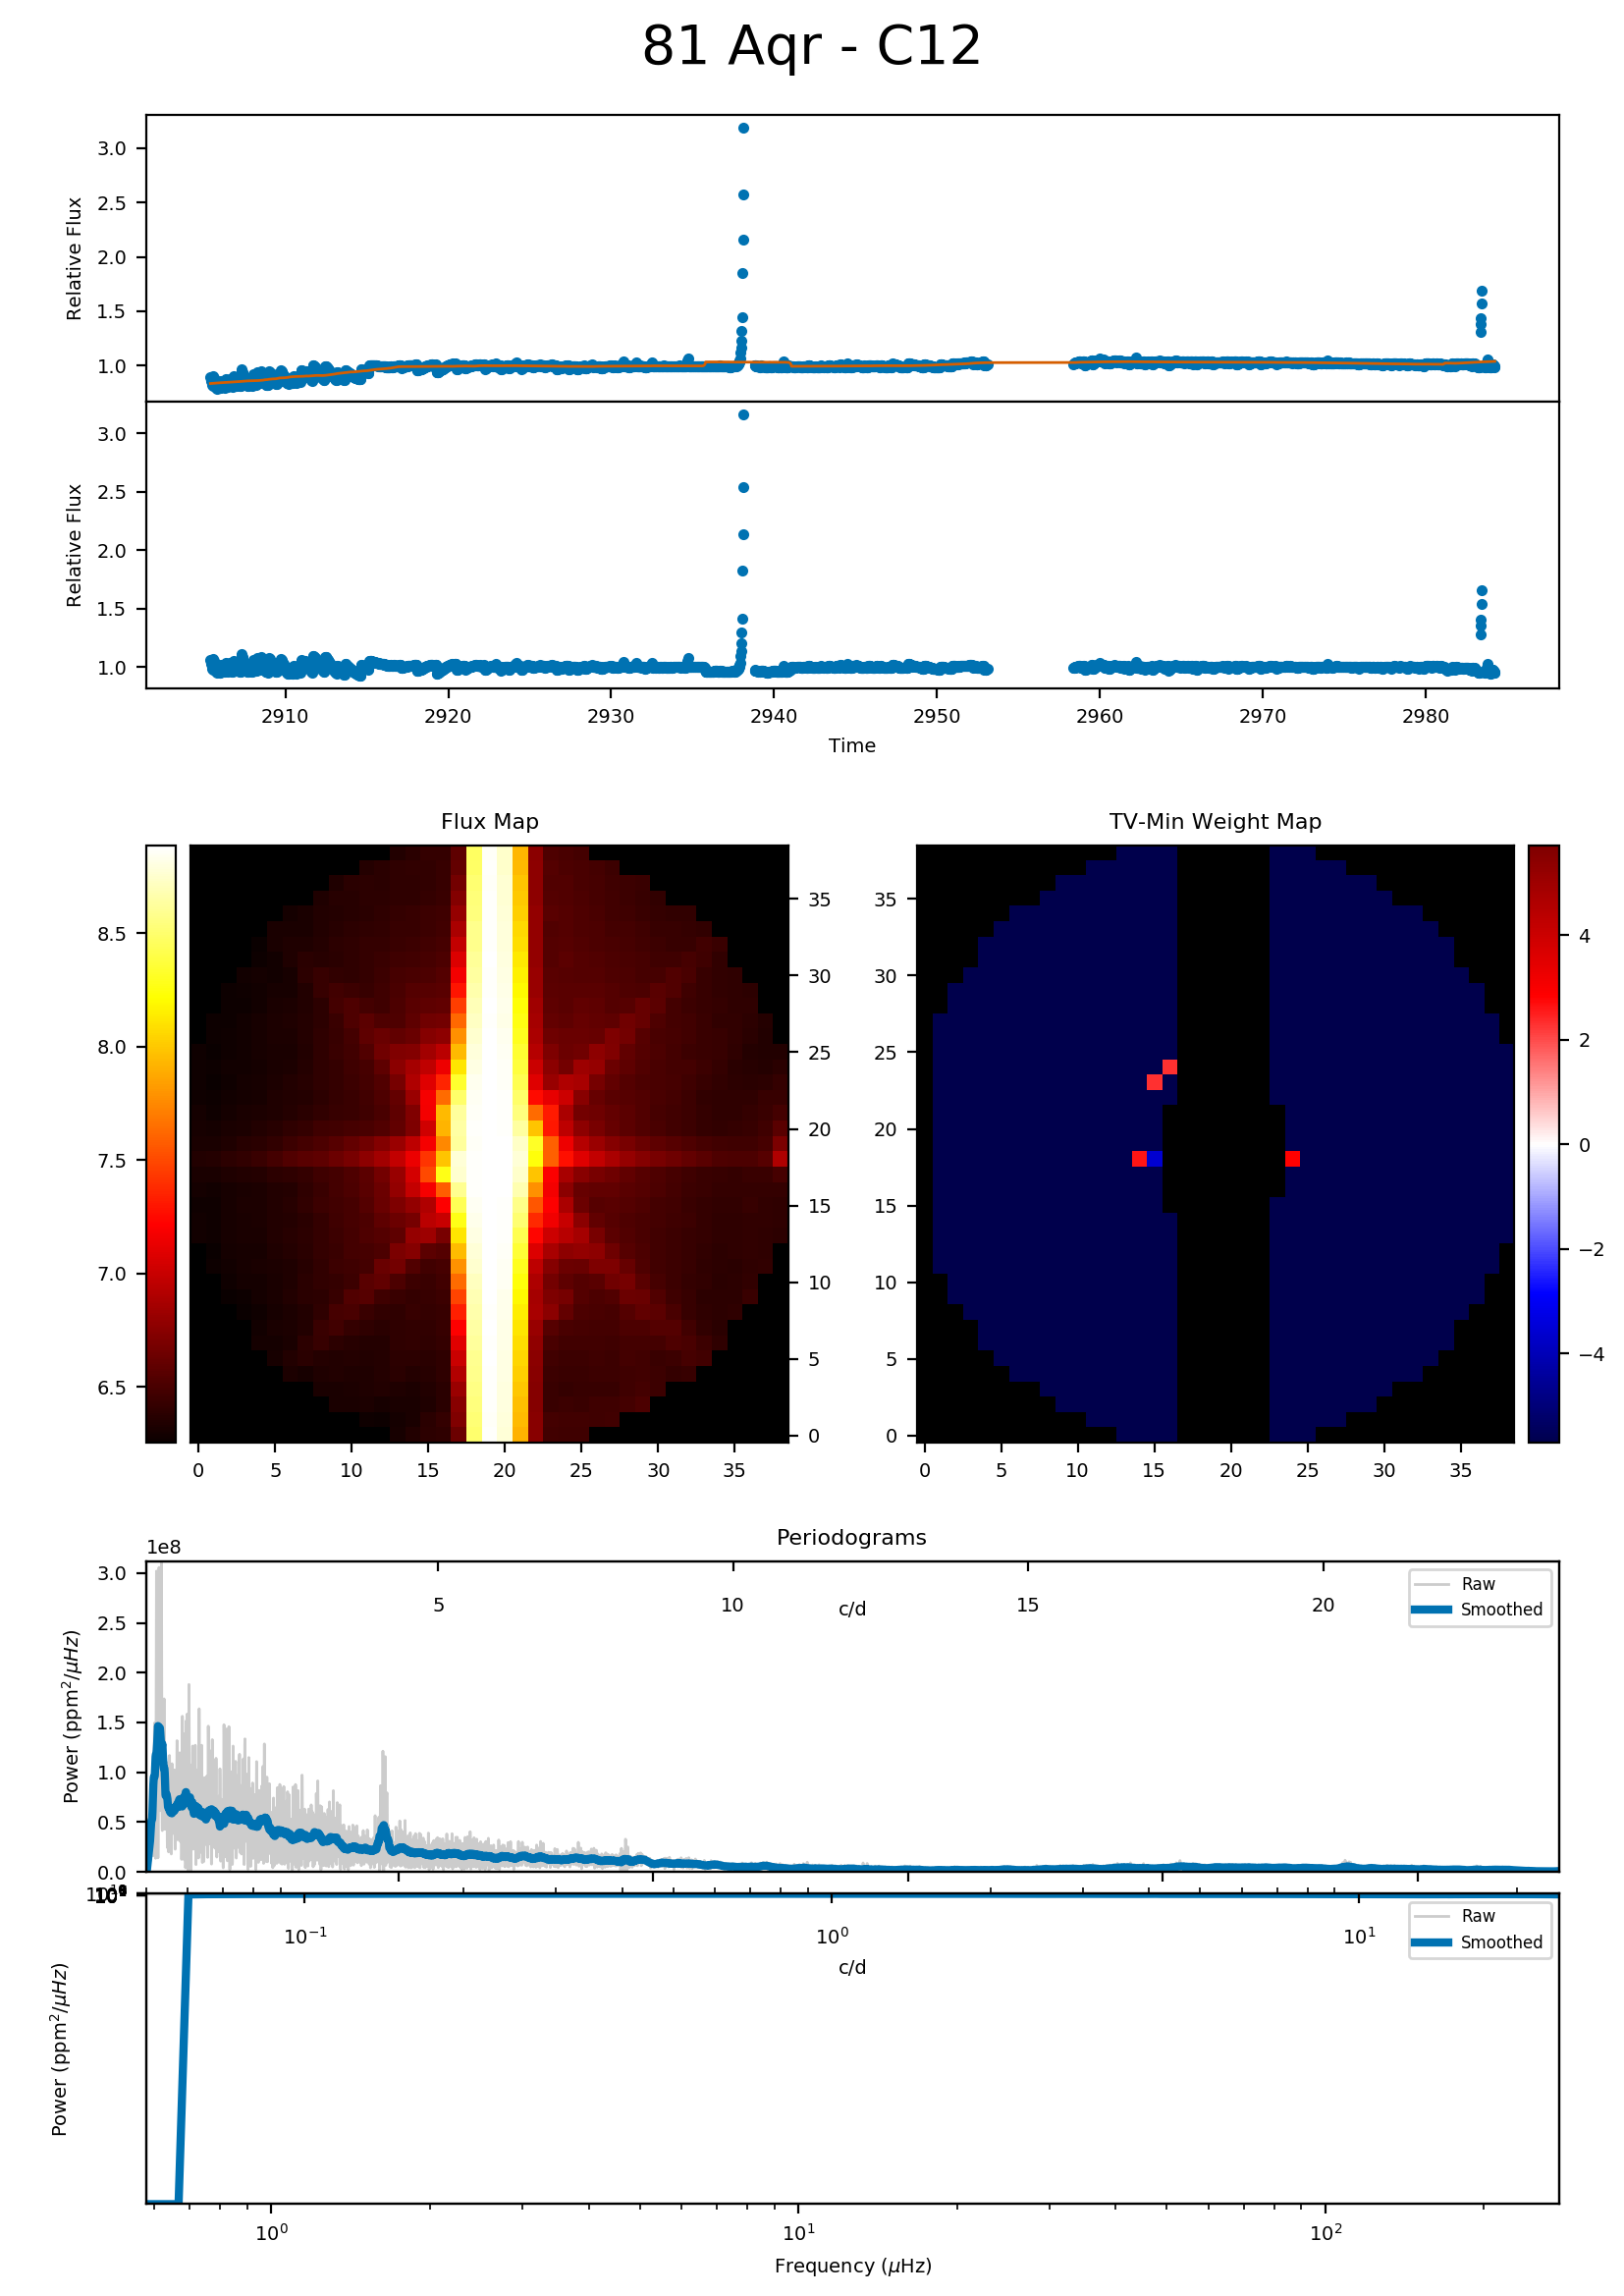 81 Aqr - C12
3.0
2.5
2.0
1.5
1.0
Relative Flux
3.0
2.5
2.0
1.5
1.0
Relative Flux
2910 2920 2930 2940 2950 2960 2970 2980
Time
Flux Map
8.5
8.0
7.5
7.0
6.5
35
30
25
20
15
10
5
0
0 5 10 15 20 25 30 35
TV-Min Weight Map
35
30
25
20
15
10
5
0
0 5 10 15 20 25 30 35
4
2
0
−2
−4
Periodograms
1e8
3.0
2.5
2.0
1.5
1.0
0.5
0.0
Power (ppm²/μHz)
5 10 15 20
c/d
Raw
Smoothed
10⁻¹ 10⁰ 10¹
c/d
Raw
Smoothed
Power (ppm²/μHz)
10⁰ 10¹ 10²
Frequency (μHz)